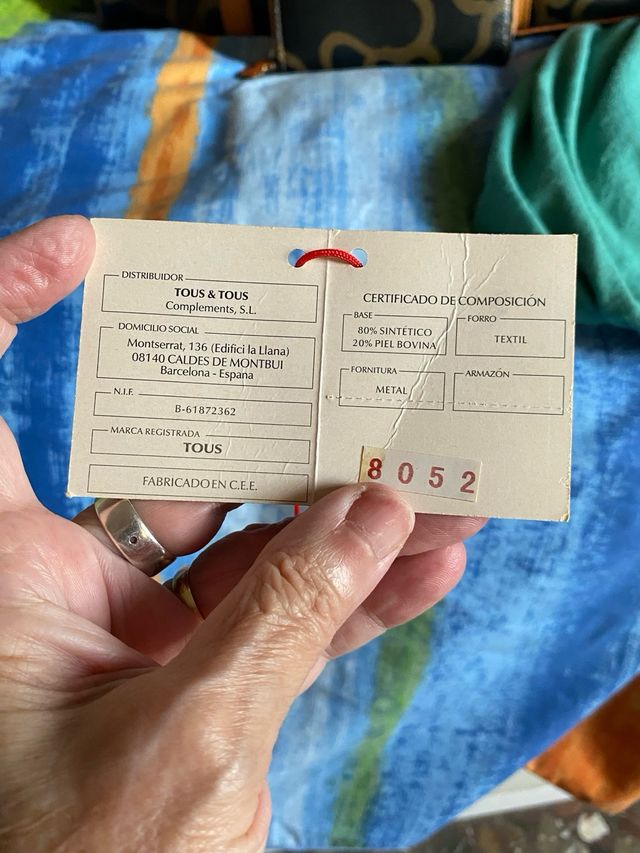 DISTRIBUIDOR
TOUS & TOUS
Complements, S.L.
DOMICILIO SOCIAL
Montserrat, 136 (Edifici la Llana)
08140 CALDES DE MONTBUI
Barcelona - España
N.I.F.
B-61872362
MARCA REGISTRADA
TOUS
FABRICADO EN C.E.E.
CERTIFICADO DE COMPOSICIÓN
BASE
80% SINTÉTICO
20% PIEL BOVINA
FORRO
TEXTIL
FORNITURA
METAL
ARMAZÓN
8052